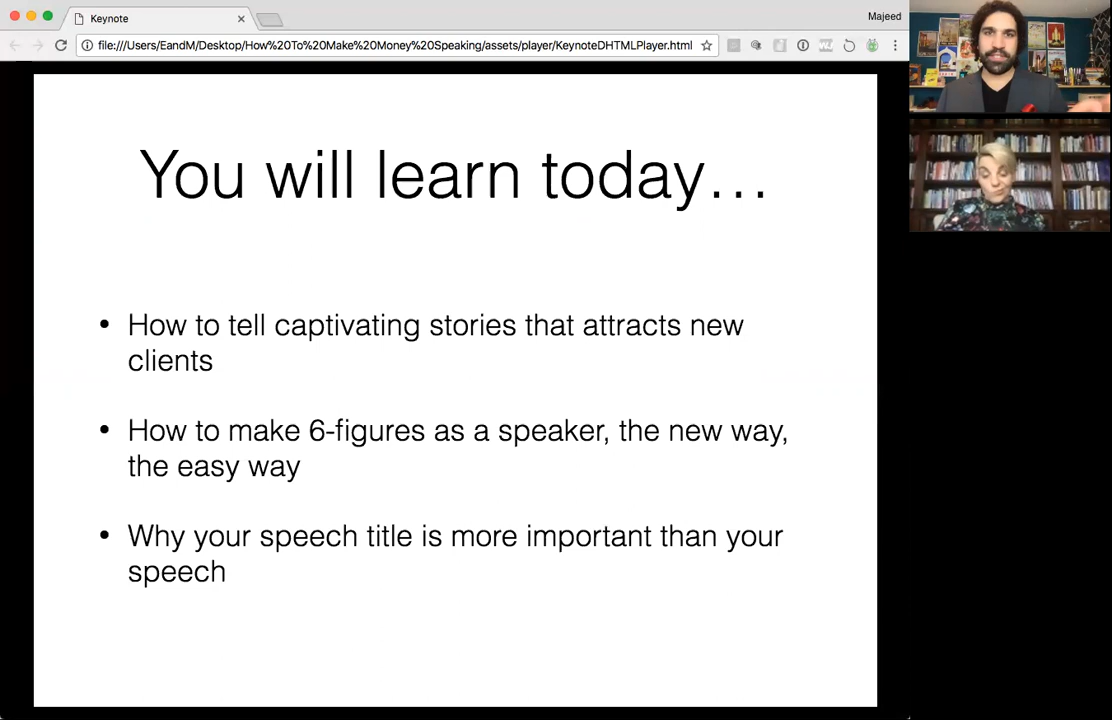 Keynote
Majeed
file:///Users/EandM/Desktop/How%20To%20Make%20Money%20Speaking/assets/player/KeynoteDHTMLPlayer.html
You will learn today…
• How to tell captivating stories that attracts new
clients
• How to make 6-figures as a speaker, the new way,
the easy way
• Why your speech title is more important than your
speech